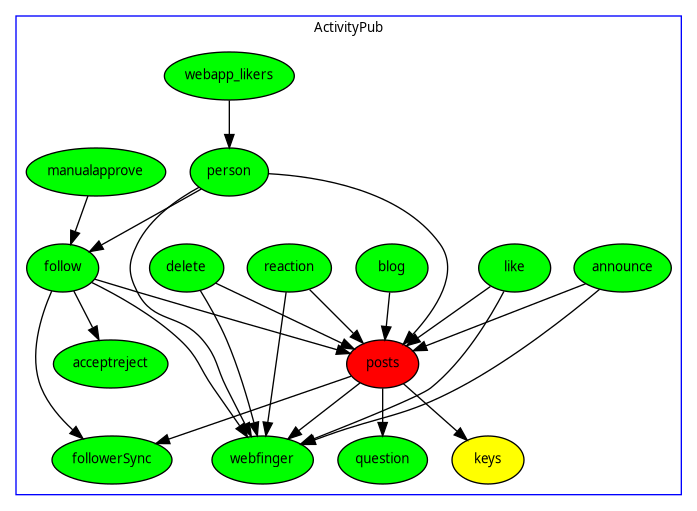 ActivityPub
webapp_likers
manualapprove
person
follow
delete
reaction
blog
like
announce
acceptreject
posts
followerSync
webfinger
question
keys